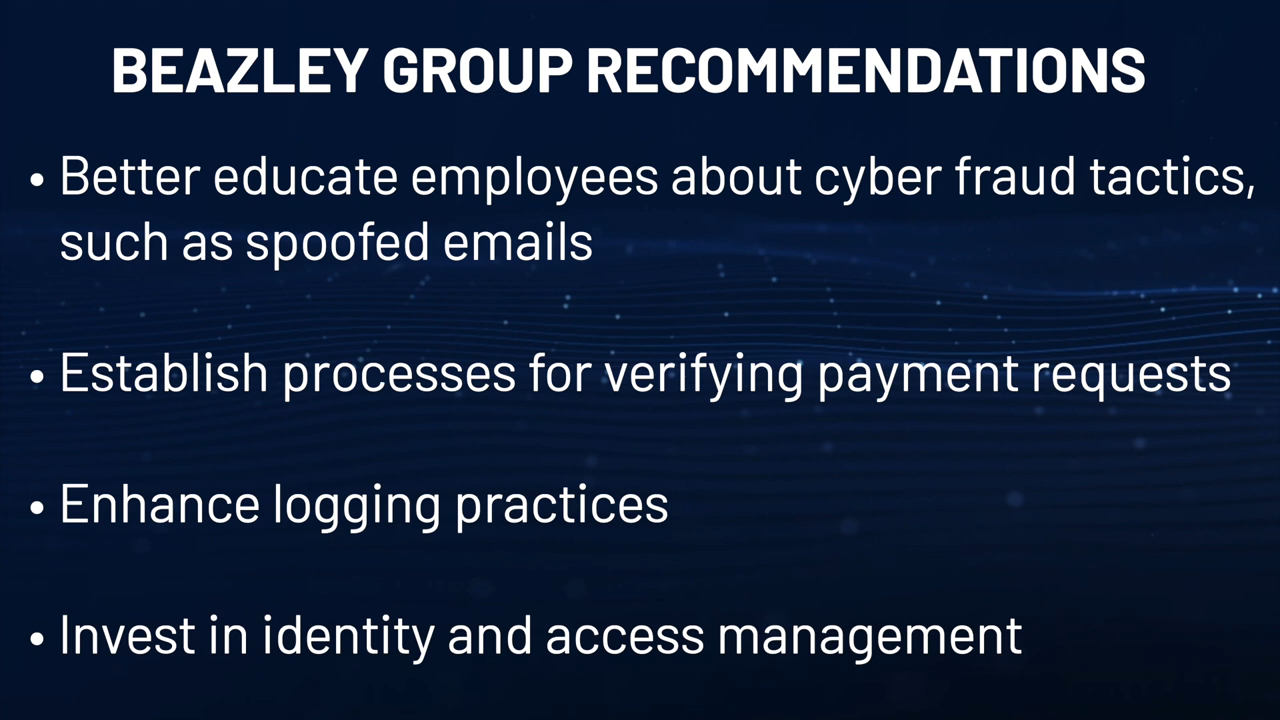 BEAZLEY GROUP RECOMMENDATIONS
• Better educate employees about cyber fraud tactics,
such as spoofed emails
• Establish processes for verifying payment requests
• Enhance logging practices
• Invest in identity and access management